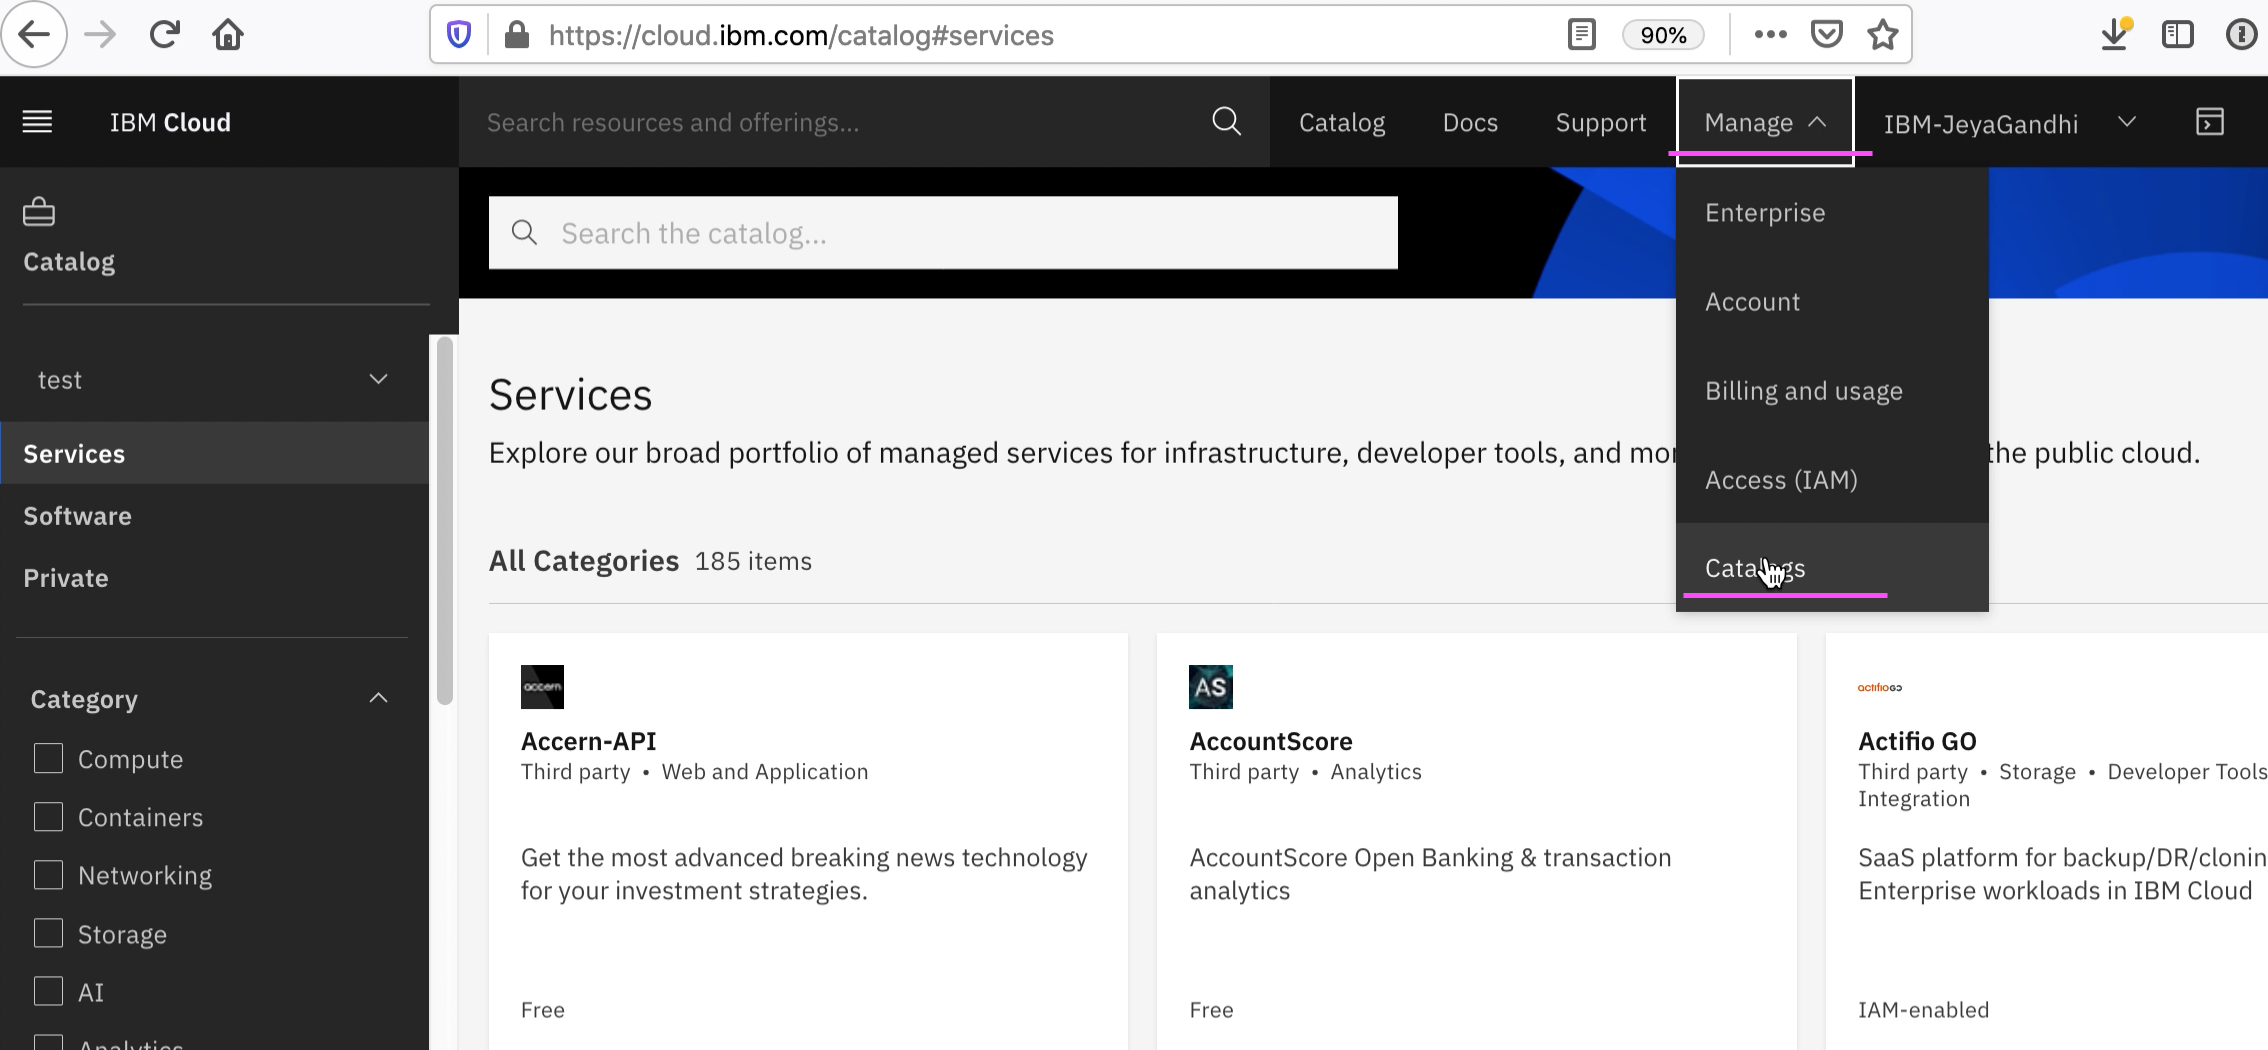 https://cloud.ibm.com/catalog#services
90%
IBM Cloud
Search resources and offerings...
Catalog
Docs
Support
Manage
IBM-JeyaGandhi
Catalog
Search the catalog...
Enterprise
Account
Billing and usage
Access (IAM)
Catalogs
test
Services
Software
Private
Category
Compute
Containers
Networking
Storage
AI
Analytics
Services
Explore our broad portfolio of managed services for infrastructure, developer tools, and mor the public cloud.
All Categories 185 items
accern
Accern-API
Third party • Web and Application
Get the most advanced breaking news technology
for your investment strategies.
Free
AS
AccountScore
Third party • Analytics
AccountScore Open Banking & transaction
analytics
Free
actifioGO
Actifio GO
Third party • Storage • Developer Tools
Integration
SaaS platform for backup/DR/clonin
Enterprise workloads in IBM Cloud
IAM-enabled